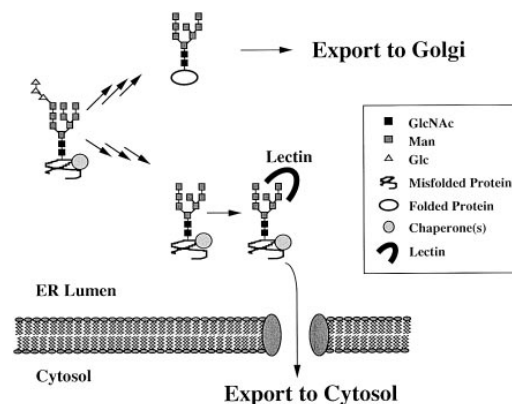 Export to Golgi
GlcNAc
Man
Glc
Misfolded Protein
Folded Protein
Chaperone(s)
Lectin
Lectin
ER Lumen
Cytosol
Export to Cytosol